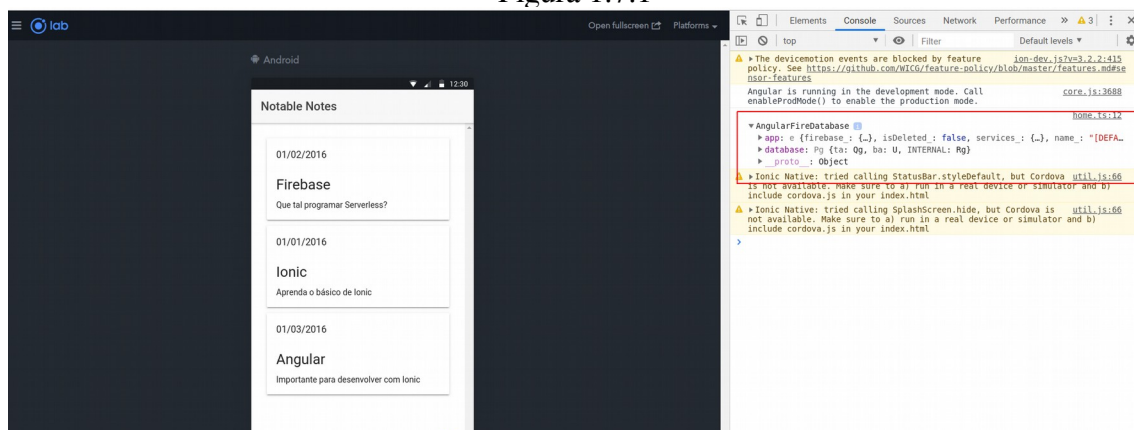 Figura 1.7.1
lab
Open fullscreen
Platforms
Android
12:30
Notable Notes
01/02/2016
Firebase
Que tal programar Serverless?
01/01/2016
Ionic
Aprenda o básico de Ionic
01/03/2016
Angular
Importante para desenvolver com Ionic
Elements Console Sources Network Performance » 3
top Filter Default levels
The devicemotion events are blocked by feature ion-dev.js?v=3.2.2:415
policy. See https://github.com/WICG/feature-policy/blob/master/features.md#se
nsor-features
Angular is running in the development mode. Call core.js:3688
enableProdMode() to enable the production mode.
home.ts:12
AngularFireDatabase
app: e {firebase_: {…}, isDeleted_: false, services_: {…}, name_: "[DEFA…
database: Pg {ta: Qg, ba: U, INTERNAL: Rg}
__proto__: Object
Ionic Native: tried calling StatusBar.styleDefault, but Cordova util.js:66
is not available. Make sure to a) run in a real device or simulator and b)
include cordova.js in your index.html
Ionic Native: tried calling SplashScreen.hide, but Cordova is util.js:66
not available. Make sure to a) run in a real device or simulator and b)
include cordova.js in your index.html